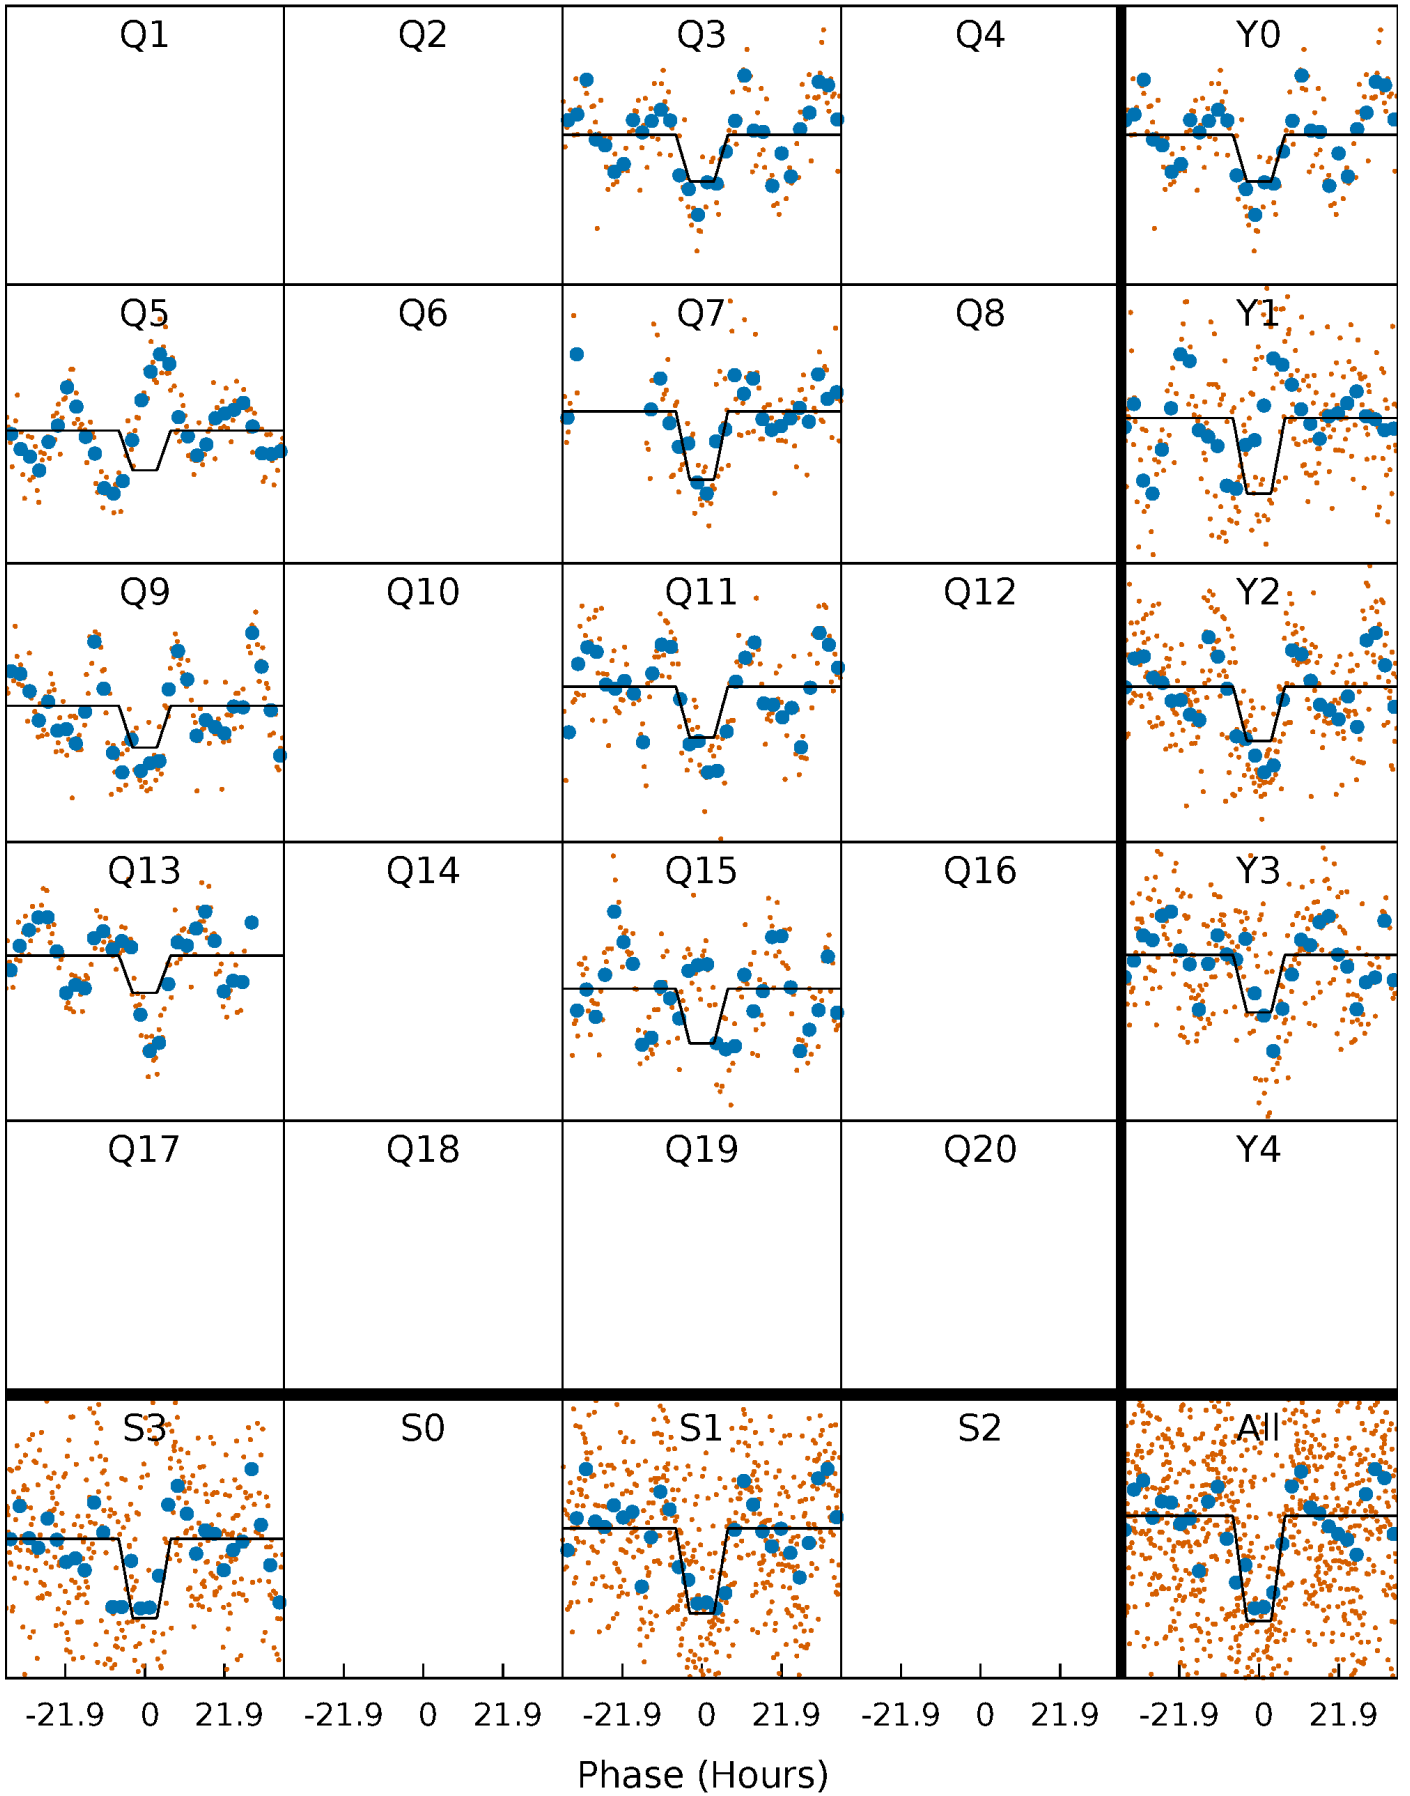 Q1 Q2 Q3 Q4 Y0
Q5 Q6 Q7 Q8 Y1
Q9 Q10 Q11 Q12 Y2
Q13 Q14 Q15 Q16 Y3
Q17 Q18 Q19 Q20 Y4
S3 S0 S1 S2 All
-21.9 0 21.9 -21.9 0 21.9 -21.9 0 21.9 -21.9 0 21.9 -21.9 0 21.9
Phase (Hours)